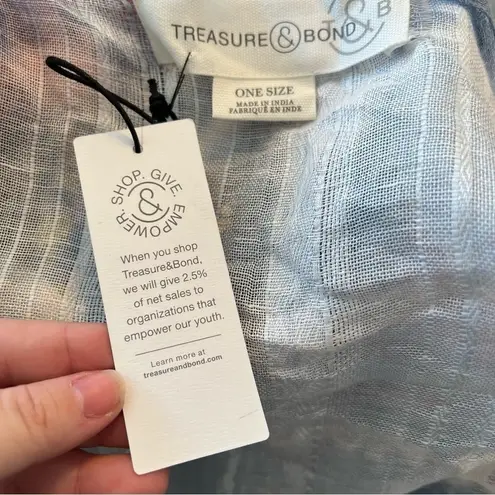 TREASURE & BOND
T & B
ONE SIZE
MADE IN INDIA
FABRIQUÉ EN INDE
SHOP. GIVE. EMPOWER
&
When you shop
Treasure&Bond,
we will give 2.5%
of net sales to
organizations that
empower our youth.
Learn more at
treasureandbond.com